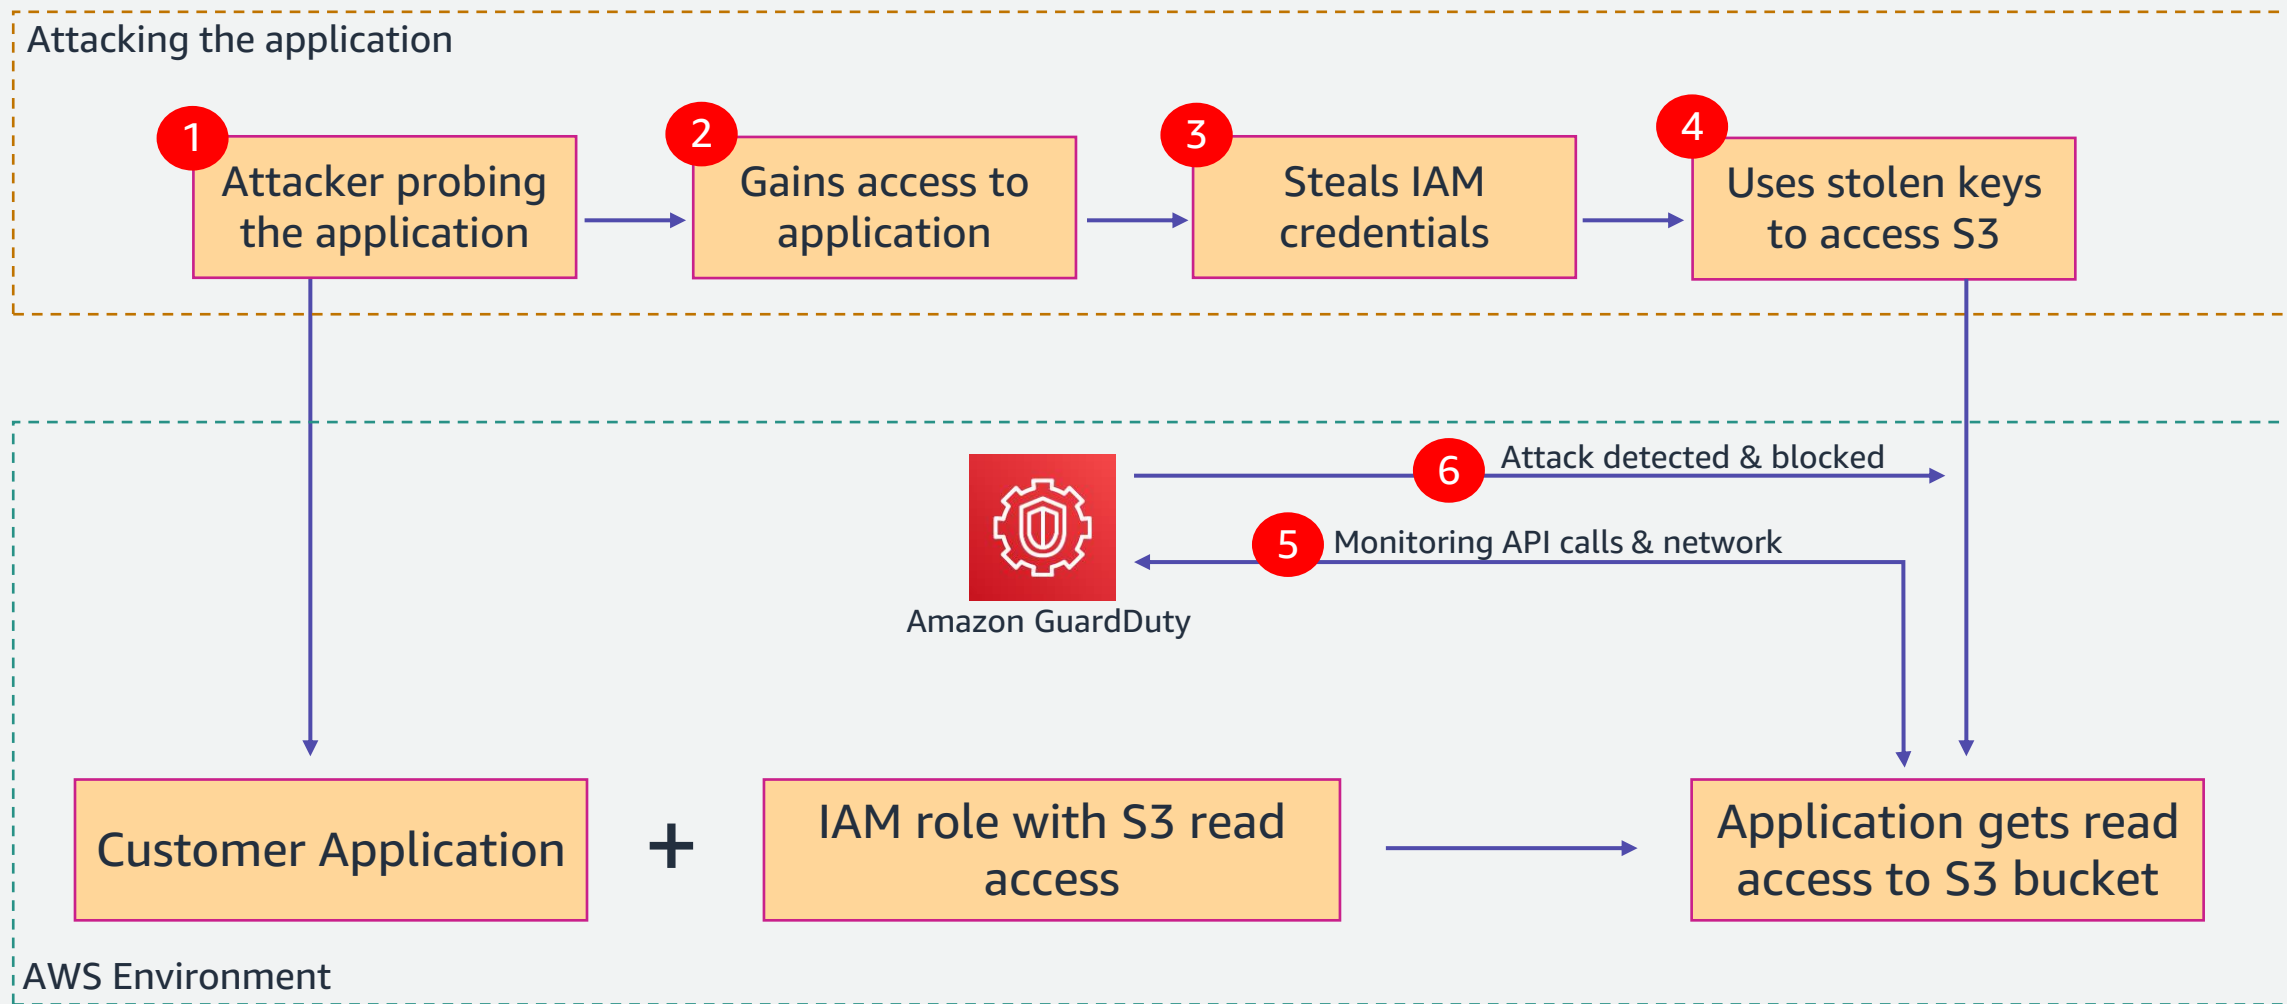 Attacking the application
1
Attacker probing
the application
2
Gains access to
application
3
Steals IAM
credentials
4
Uses stolen keys
to access S3
6
Attack detected & blocked
5
Monitoring API calls & network
Amazon GuardDuty
Customer Application
+
IAM role with S3 read
access
Application gets read
access to S3 bucket
AWS Environment